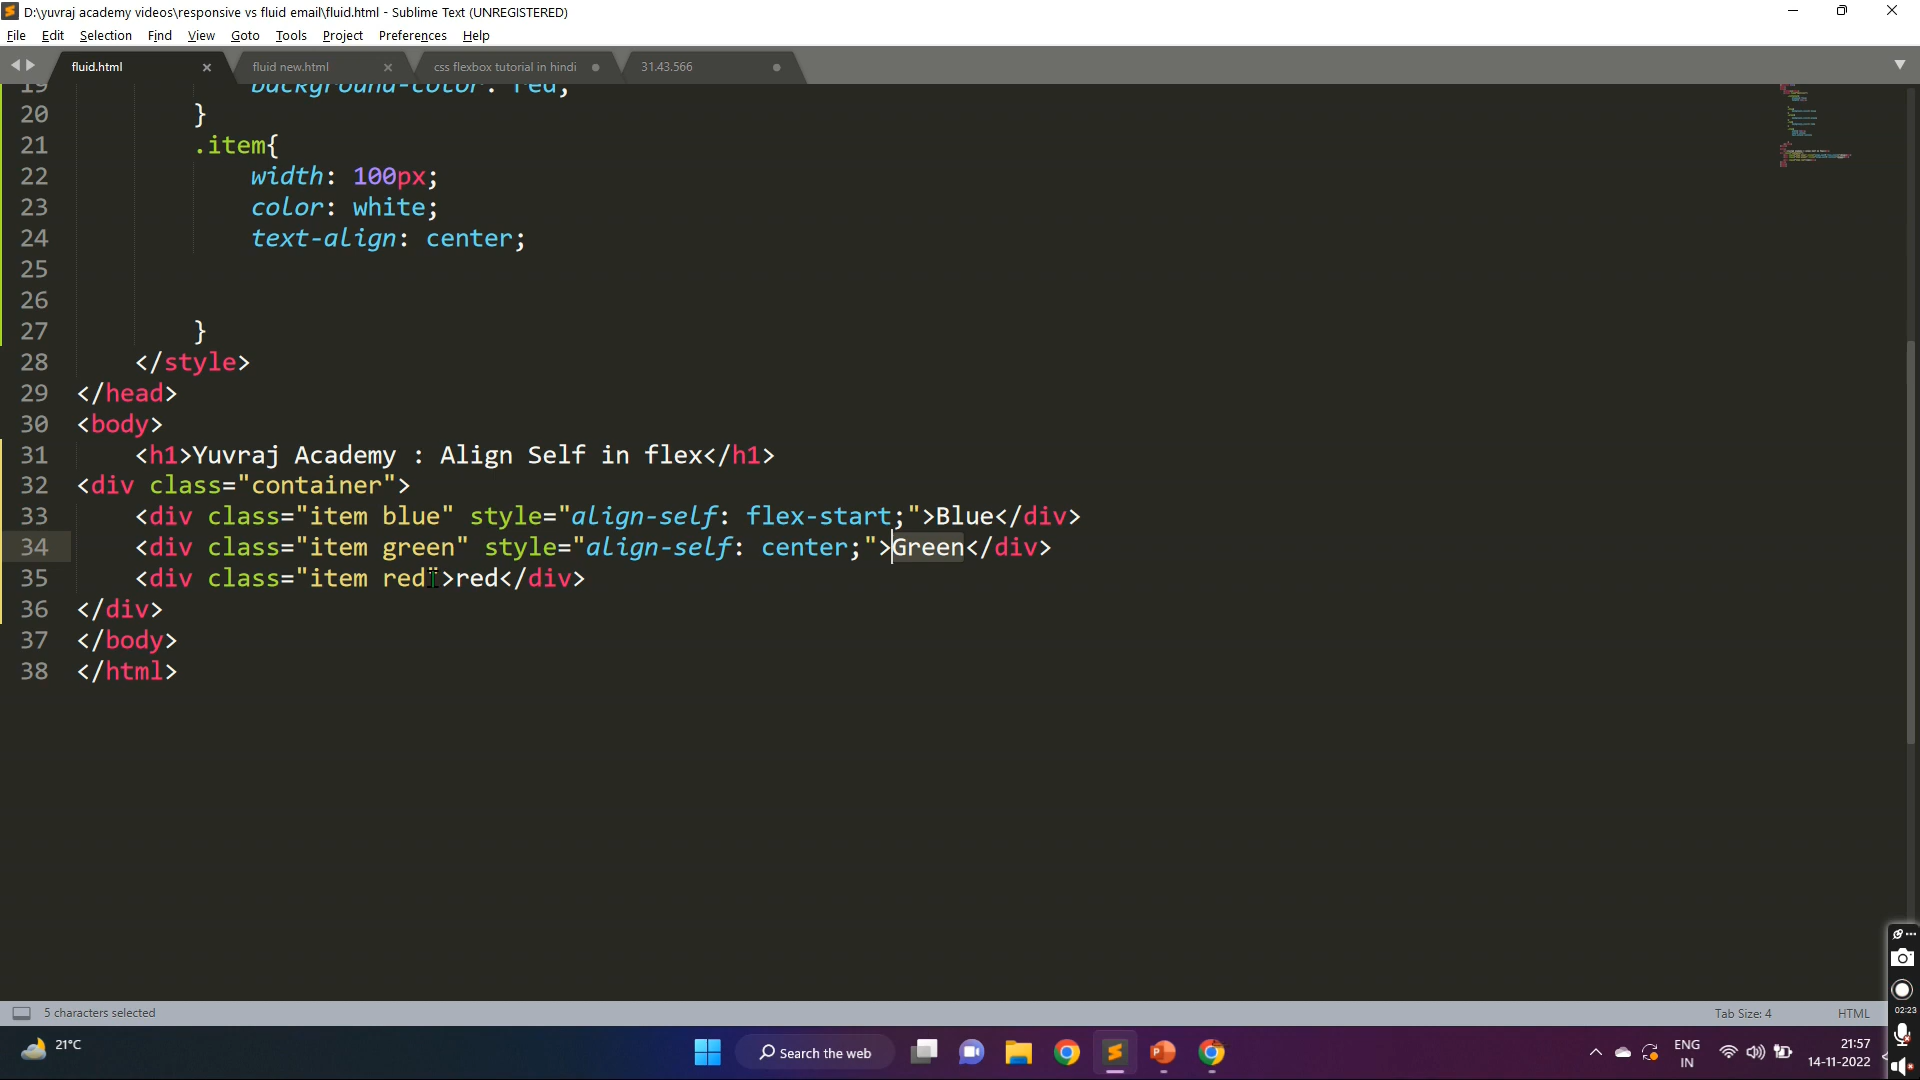 D:\yuvraj academy videos\responsive vs fluid email\fluid.html - Sublime Text (UNREGISTERED)
File Edit Selection Find View Goto Tools Project Preferences Help
fluid.html × fluid new.html × css flexbox tutorial in hindi 31.43.566
19 background-color: red;
20 }
21 .item{
22 width: 100px;
23 color: white;
24 text-align: center;
25
26
27 }
28 </style>
29 </head>
30 <body>
31 <h1>Yuvraj Academy : Align Self in flex</h1>
32 <div class="container">
33 <div class="item blue" style="align-self: flex-start;">Blue</div>
34 <div class="item green" style="align-self: center;">Green</div>
35 <div class="item red">red</div>
36 </div>
37 </body>
38 </html>
02:23
5 characters selected Tab Size: 4 HTML
21°C Search the web ENG IN 21:57 14-11-2022